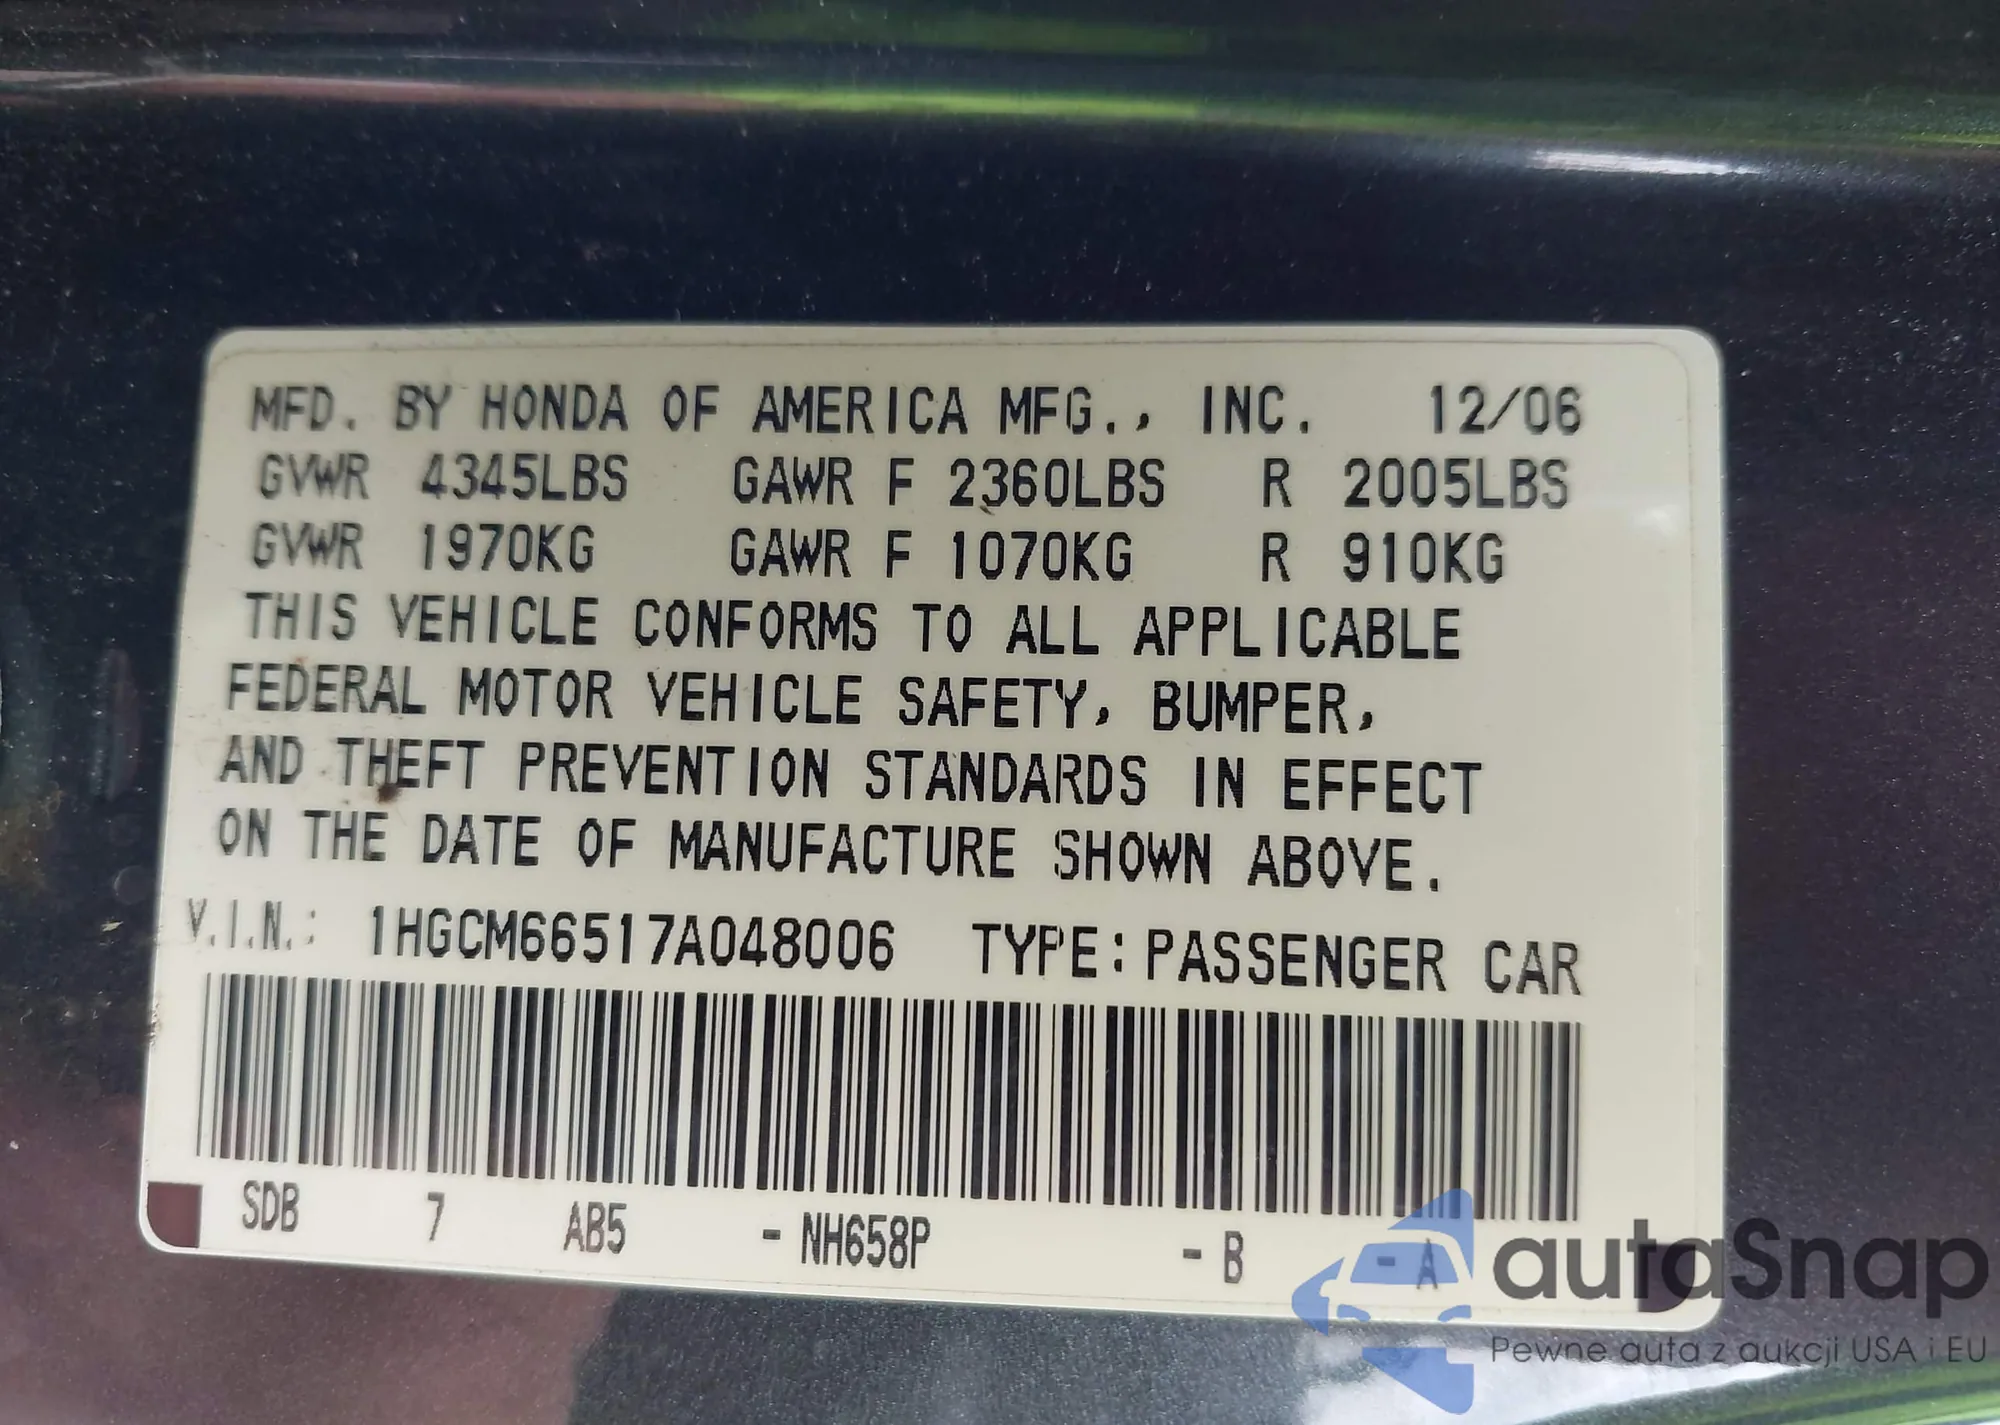 MFD. BY HONDA OF AMERICA MFG., INC. 12/06
GVWR 4345LBS GAWR F 2360LBS R 2005LBS
GVWR 1970KG GAWR F 1070KG R 910KG
THIS VEHICLE CONFORMS TO ALL APPLICABLE
FEDERAL MOTOR VEHICLE SAFETY, BUMPER,
AND THEFT PREVENTION STANDARDS IN EFFECT
ON THE DATE OF MANUFACTURE SHOWN ABOVE.
V.I.N.: 1HGCM66517A048006 TYPE: PASSENGER CAR
SDB 7 AB5 - NH658P - B - A
autaSnap
Pewne auta z aukcji USA i EU